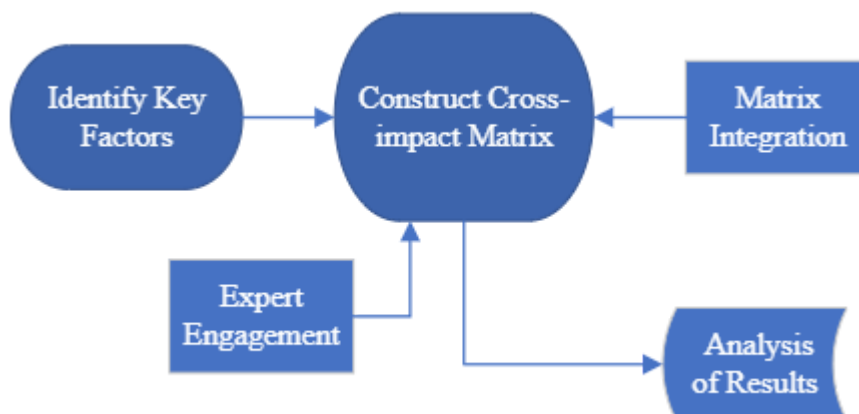 Identify Key
Factors
Construct Cross-
impact Matrix
Matrix
Integration
Expert
Engagement
Analysis
of Results